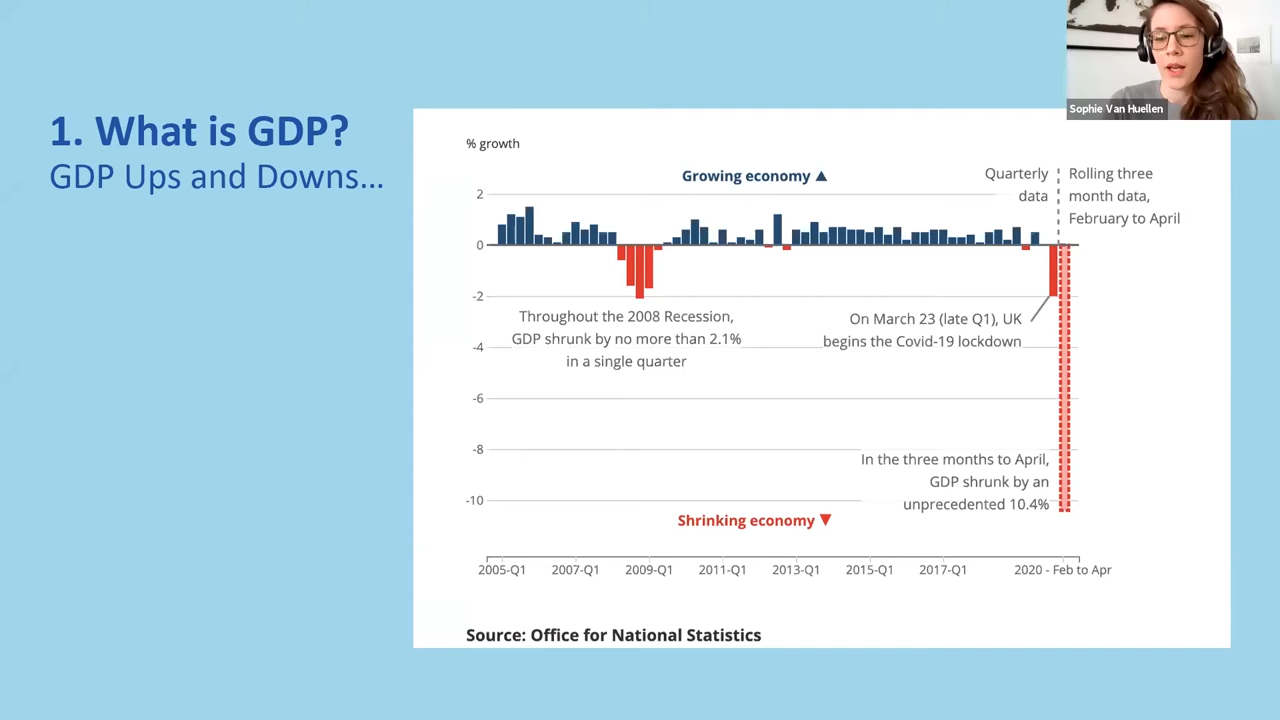 Sophie Van Huellen
1. What is GDP?
GDP Ups and Downs...
% growth
Growing economy ▲
Quarterly
data
Rolling three
month data,
February to April
2
0
-2
-4
-6
-8
-10
Throughout the 2008 Recession,
GDP shrunk by no more than 2.1%
in a single quarter
On March 23 (late Q1), UK
begins the Covid-19 lockdown
In the three months to April,
GDP shrunk by an
unprecedented 10.4%
Shrinking economy ▼
2005-Q1 2007-Q1 2009-Q1 2011-Q1 2013-Q1 2015-Q1 2017-Q1 2020 - Feb to Apr
Source: Office for National Statistics